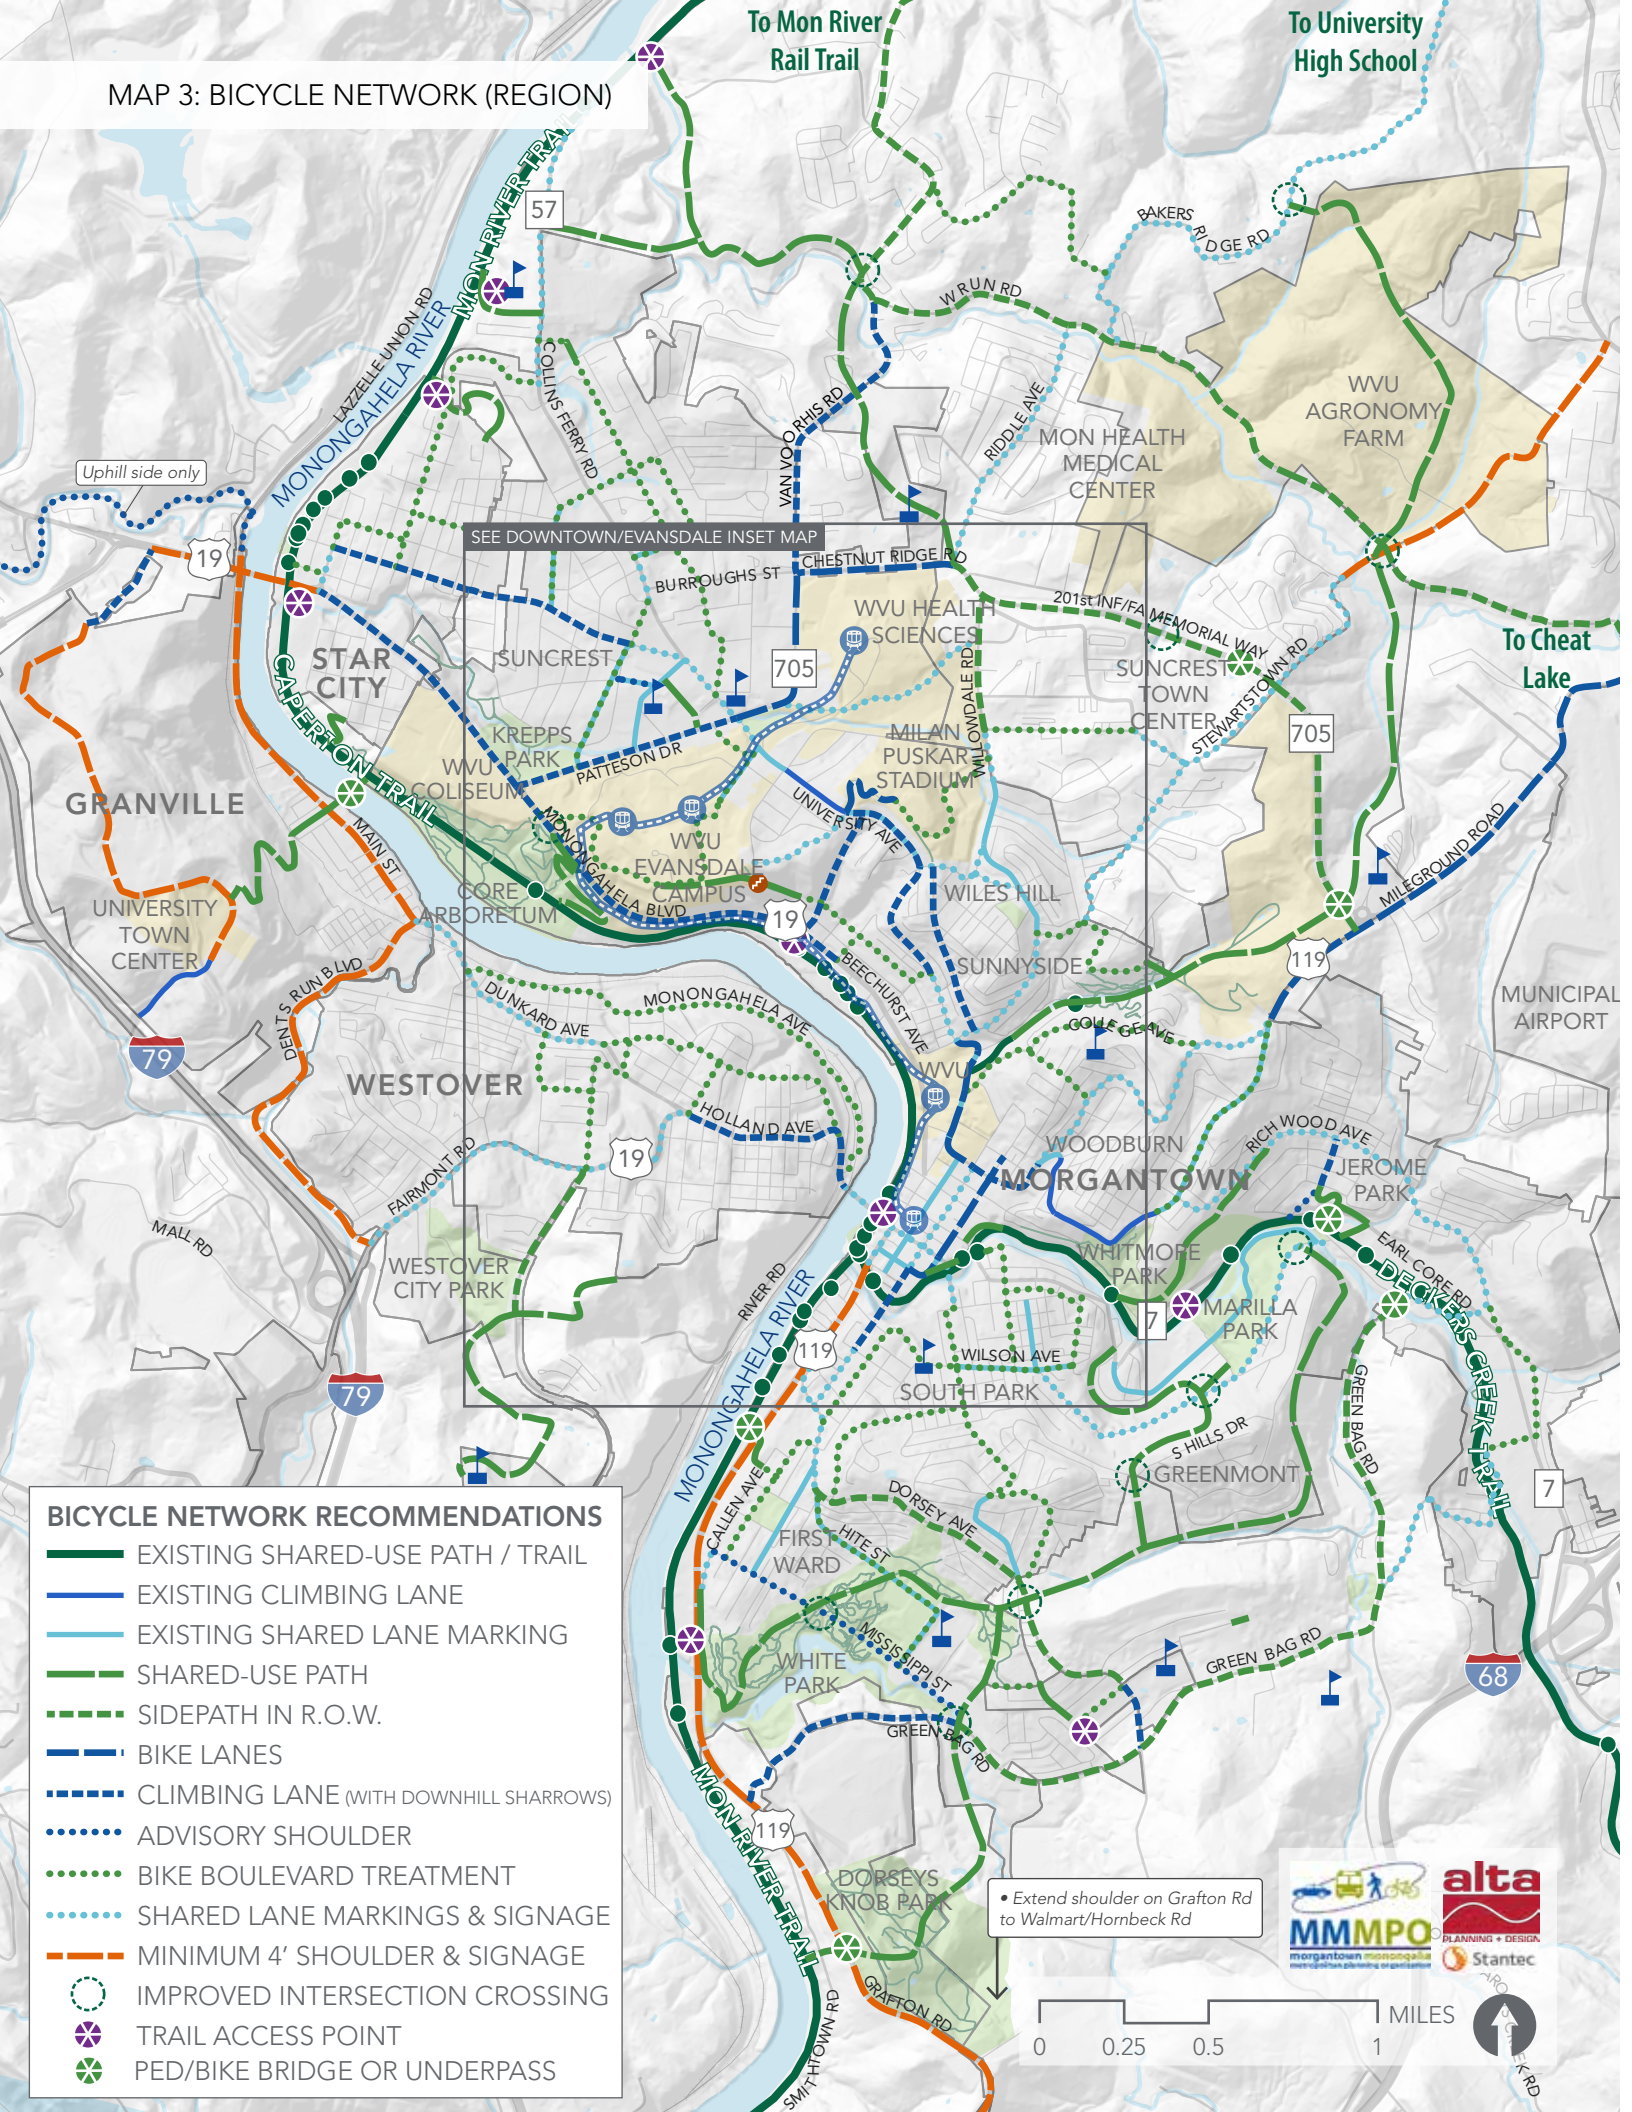 To Mon River
Rail Trail
To University
High School
MAP 3: BICYCLE NETWORK (REGION)
MON RIVER TRAIL
57
BAKERS RIDGE RD
W RUN RD
LAZZELLE UNION RD
MONONGAHELA RIVER
COLLINS FERRY RD
VAN VOORHIS RD
RIDDLE AVE
WVU
AGRONOMY
FARM
MON HEALTH
MEDICAL
CENTER
Uphill side only
SEE DOWNTOWN/EVANSDALE INSET MAP
19
CHESTNUT RIDGE RD
BURROUGHS ST
201st INF/FA MEMORIAL WAY
WVU HEALTH
SCIENCES
To Cheat
Lake
STAR
CITY
SUNCREST
705
WILLOWDALE RD
SUNCREST
TOWN
CENTER
STEWARTSTOWN RD
705
CAPERTON TRAIL
KREPPS
PARK
PATTESON DR
MILAN
PUSKAR
STADIUM
WVU
COLISEUM
GRANVILLE
MAIN ST
MONONGAHELA BLVD
UNIVERSITY AVE
WVU
EVANSDALE
CAMPUS
MILEGROUND ROAD
CORE
ARBORETUM
WILES HILL
UNIVERSITY
TOWN
CENTER
19
119
SUNNYSIDE
BEECHURST AVE
DENTS RUN BLVD
DUNKARD AVE
MONONGAHELA AVE
MUNICIPAL
AIRPORT
COLLEGE AVE
79
WESTOVER
WVU
HOLLAND AVE
RICHWOOD AVE
WOODBURN
MORGANTOWN
JEROME
PARK
19
FAIRMONT RD
MALL RD
WESTOVER
CITY PARK
WHITMORE
PARK
EARL CORE RD
DECKERS CREEK TRAIL
RIVER RD
MONONGAHELA RIVER
MARILLA
PARK
7
119
WILSON AVE
SOUTH PARK
79
GREEN BAG RD
S HILLS DR
GREENMONT
7
CALLEN AVE
DORSEY AVE
FIRST
WARD
HITE ST
WHITE
PARK
MISSISSIPPI ST
GREEN BAG RD
68
GREEN BAG RD
MON RIVER TRAIL
119
DORSEYS
KNOB PARK
• Extend shoulder on Grafton Rd
to Walmart/Hornbeck Rd
GRAFTON RD
SMITHTOWN RD
BICYCLE NETWORK RECOMMENDATIONS
EXISTING SHARED-USE PATH / TRAIL
EXISTING CLIMBING LANE
EXISTING SHARED LANE MARKING
SHARED-USE PATH
SIDEPATH IN R.O.W.
BIKE LANES
CLIMBING LANE (WITH DOWNHILL SHARROWS)
ADVISORY SHOULDER
BIKE BOULEVARD TREATMENT
SHARED LANE MARKINGS & SIGNAGE
MINIMUM 4' SHOULDER & SIGNAGE
IMPROVED INTERSECTION CROSSING
TRAIL ACCESS POINT
PED/BIKE BRIDGE OR UNDERPASS
MMMPO
morgantown monongalia
metropolitan planning organization
alta
PLANNING + DESIGN
Stantec
MILES
0
0.25
0.5
1